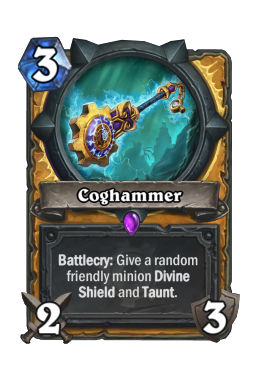 3
Coghammer
Battlecry: Give a random
friendly minion Divine
Shield and Taunt.
2
3